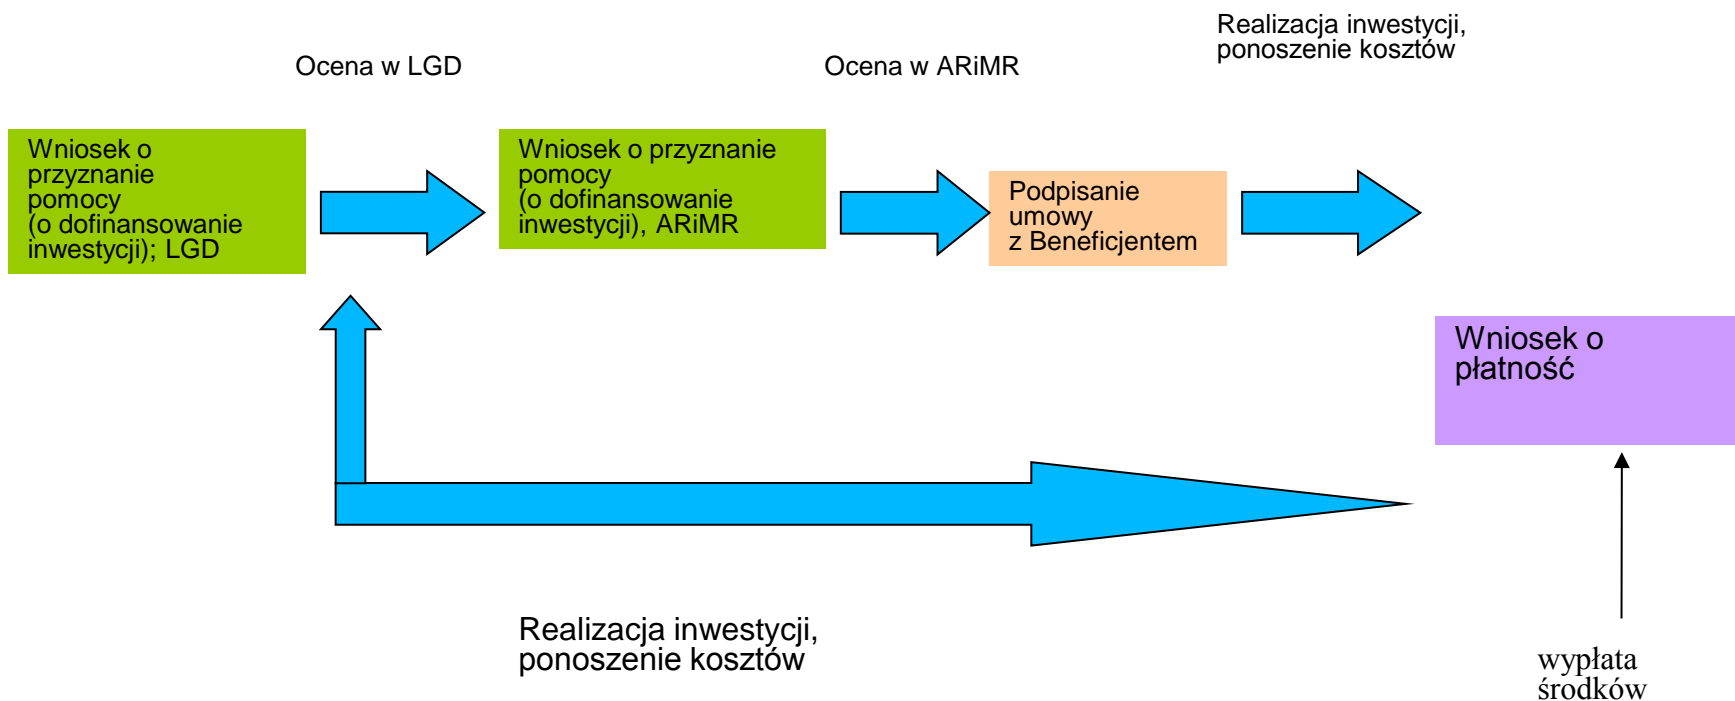 Realizacja inwestycji,
ponoszenie kosztów
Ocena w LGD
Ocena w ARiMR
Wniosek o
przyznanie
pomocy
(o dofinansowanie
inwestycji); LGD
Wniosek o przyznanie
pomocy
(o dofinansowanie
inwestycji), ARiMR
Podpisanie
umowy
z Beneficjentem
Wniosek o
płatność
Realizacja inwestycji,
ponoszenie kosztów
wypłata
środków